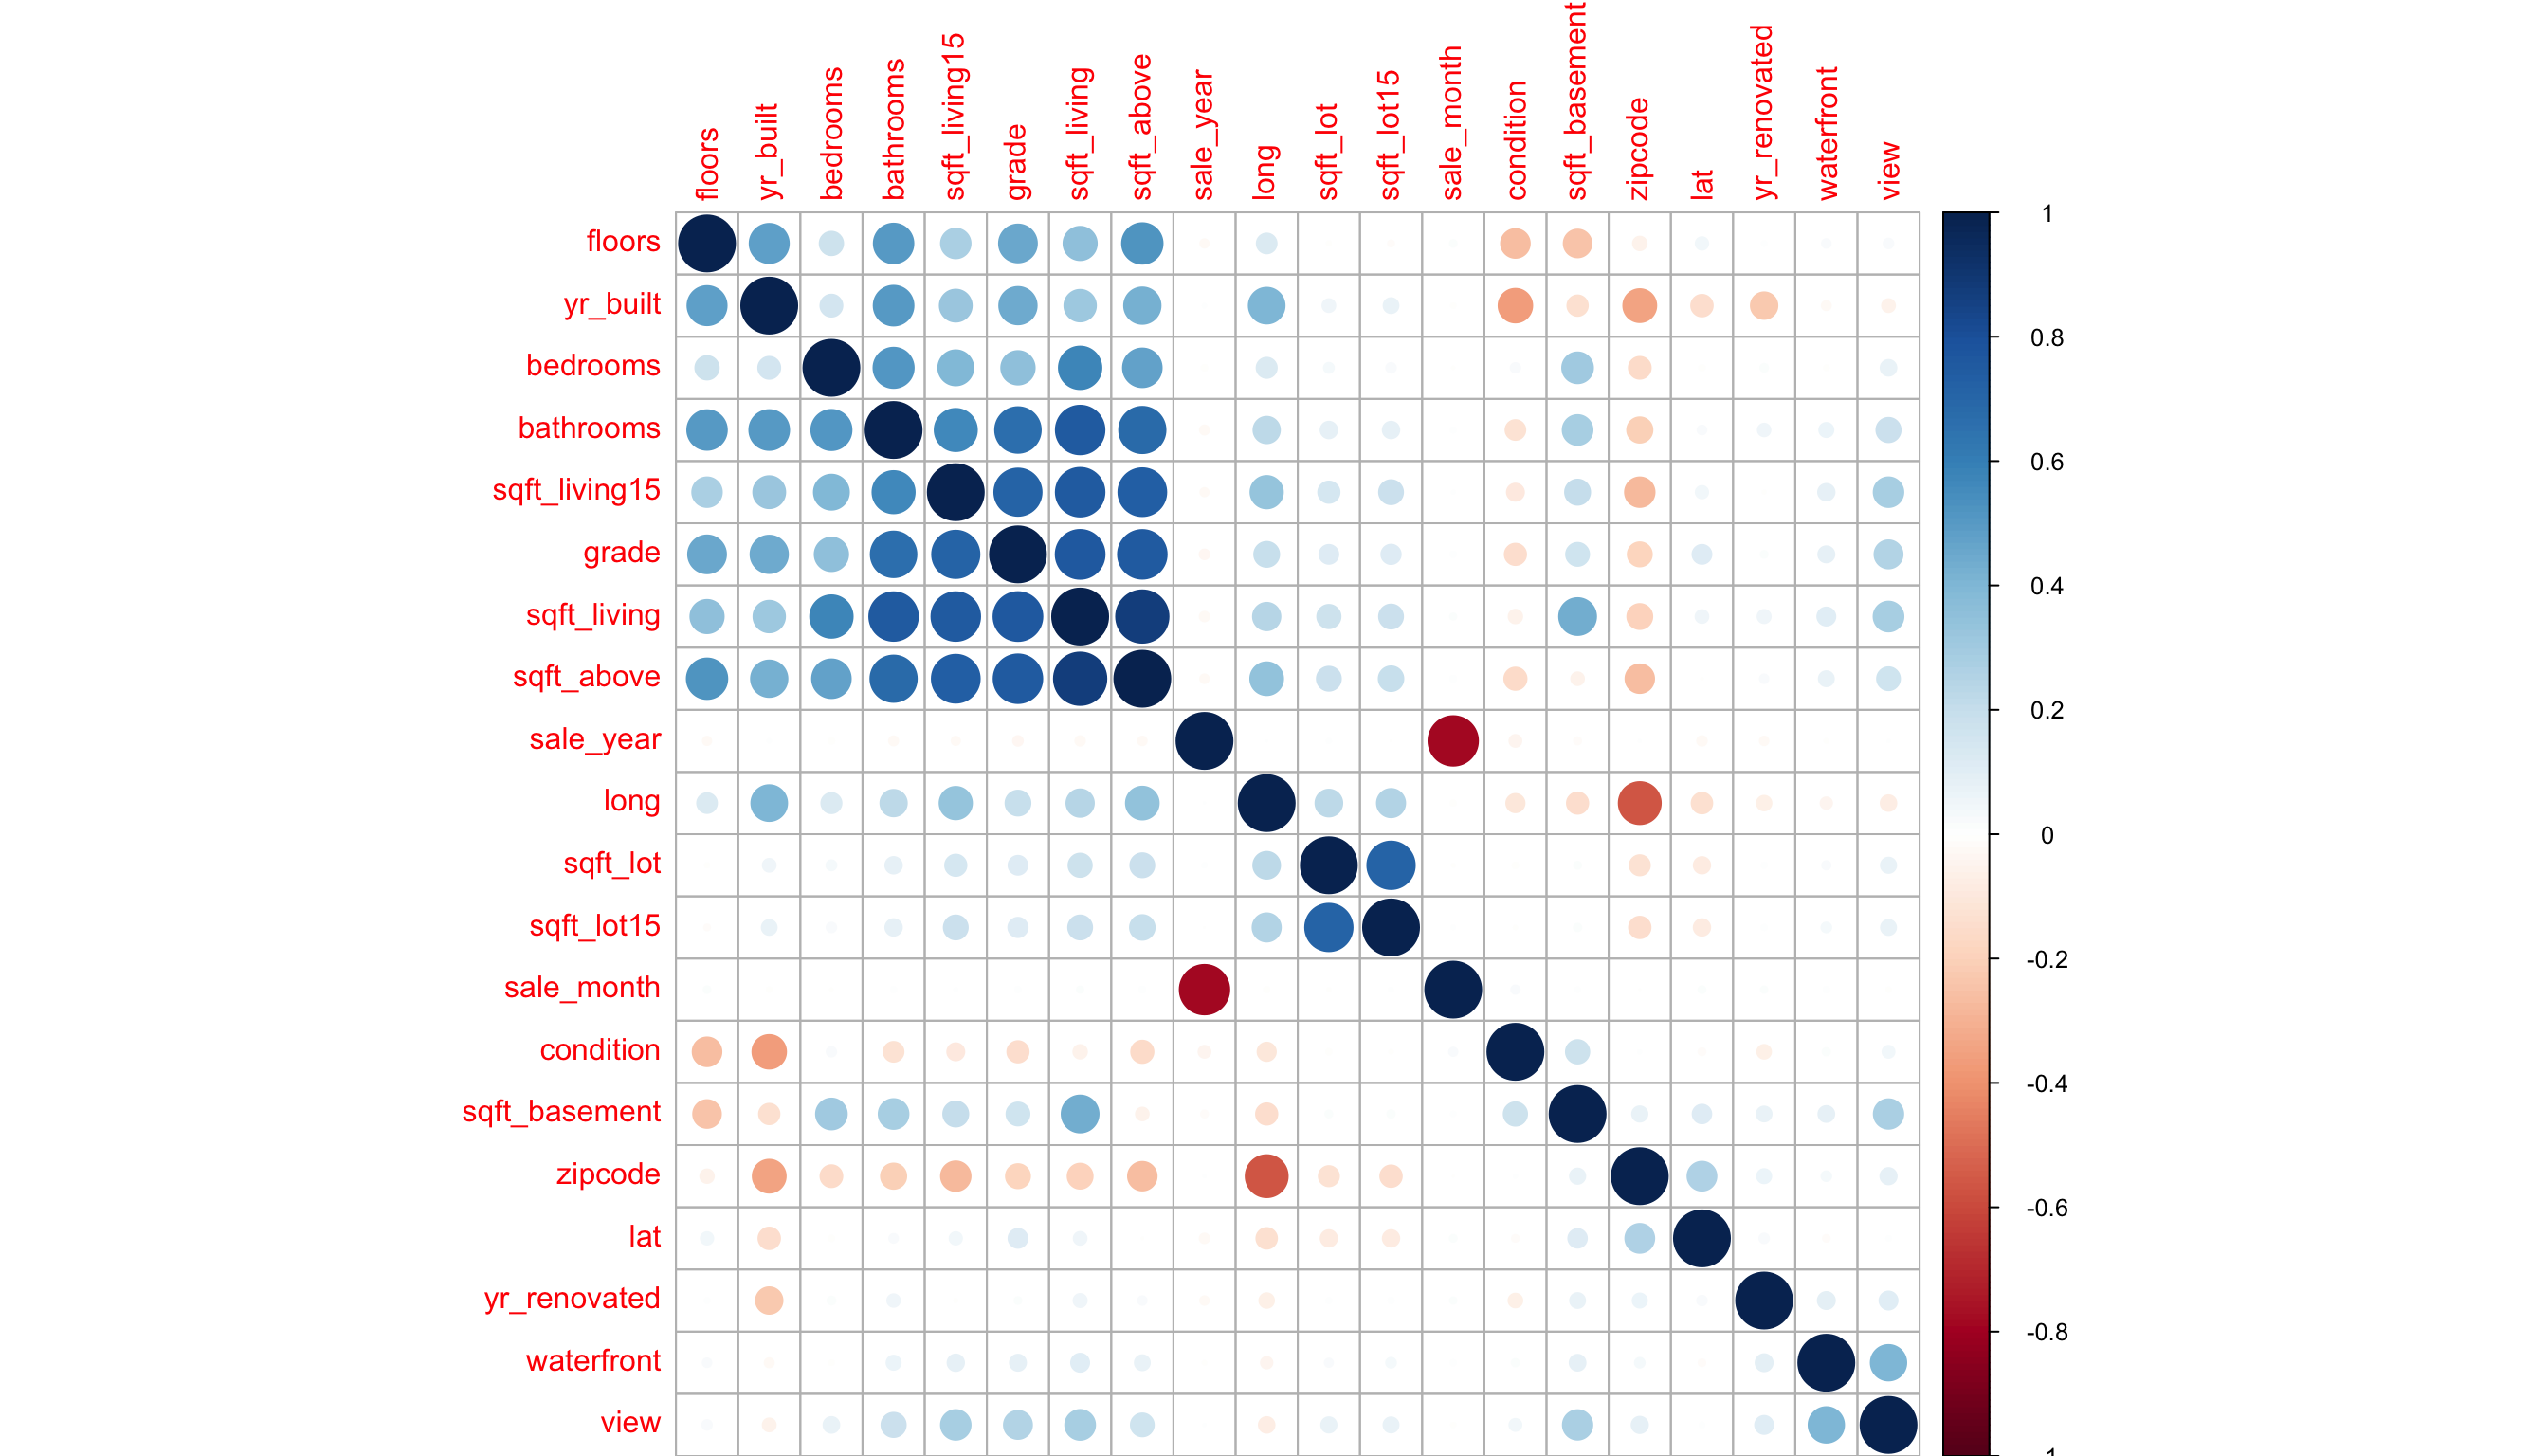 floors
yr_built
bedrooms
bathrooms
sqft_living15
grade
sqft_living
sqft_above
sale_year
long
sqft_lot
sqft_lot15
sale_month
condition
sqft_basement
zipcode
lat
yr_renovated
waterfront
view
floors
yr_built
bedrooms
bathrooms
sqft_living15
grade
sqft_living
sqft_above
sale_year
long
sqft_lot
sqft_lot15
sale_month
condition
sqft_basement
zipcode
lat
yr_renovated
waterfront
view
1
0.8
0.6
0.4
0.2
0
-0.2
-0.4
-0.6
-0.8